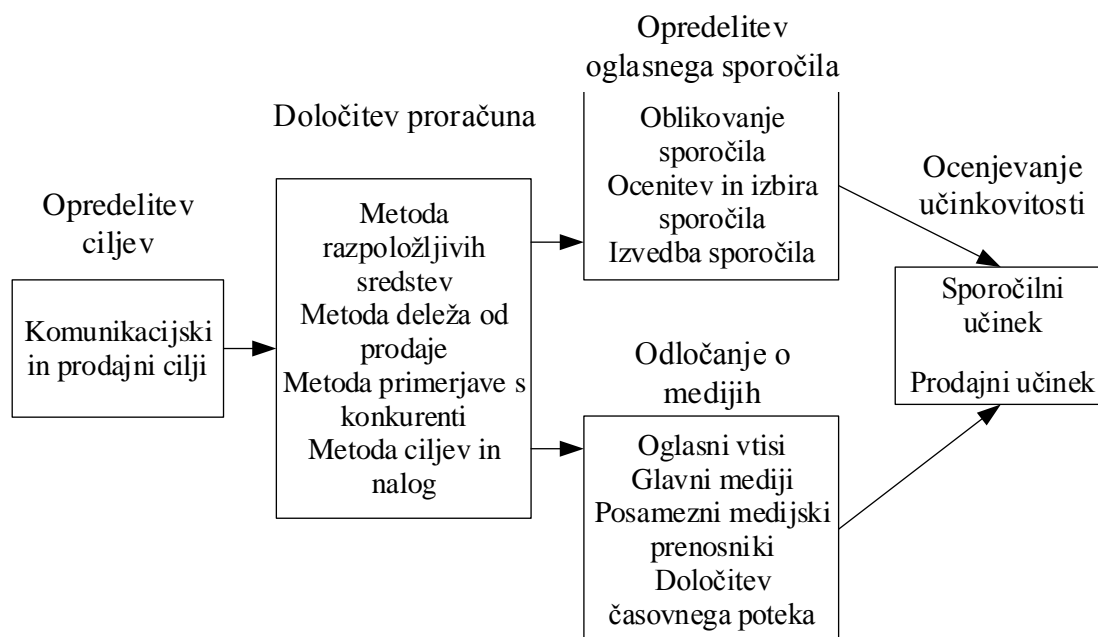 Opredelitev
ciljev
Komunikacijski
in prodajni cilji
Določitev proračuna
Metoda
razpoložljivih
sredstev
Metoda deleža od
prodaje
Metoda primerjave s
konkurenti
Metoda ciljev in
nalog
Opredelitev
oglasnega sporočila
Oblikovanje
sporočila
Ocenitev in izbira
sporočila
Izvedba sporočila
Odločanje o
medijih
Oglasni vtisi
Glavni mediji
Posamezni medijski
prenosniki
Določitev
časovnega poteka
Ocenjevanje
učinkovitosti
Sporočilni
učinek
Prodajni učinek